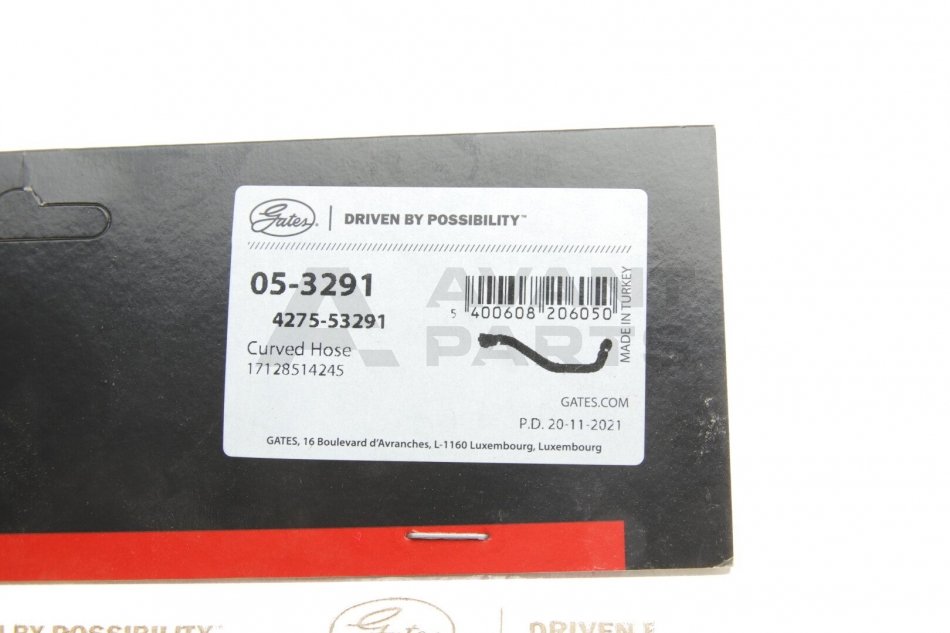 Gates. | DRIVEN BY POSSIBILITY™
05-3291
4275-53291
Curved Hose
17128514245
5 400608 206050
MADE IN TURKEY
AVANT
PARTS
GATES.COM
P.D. 20-11-2021
GATES, 16 Boulevard d'Avranches, L-1160 Luxembourg, Luxembourg
BY POSSIBILITY™ Gates DRIVEN